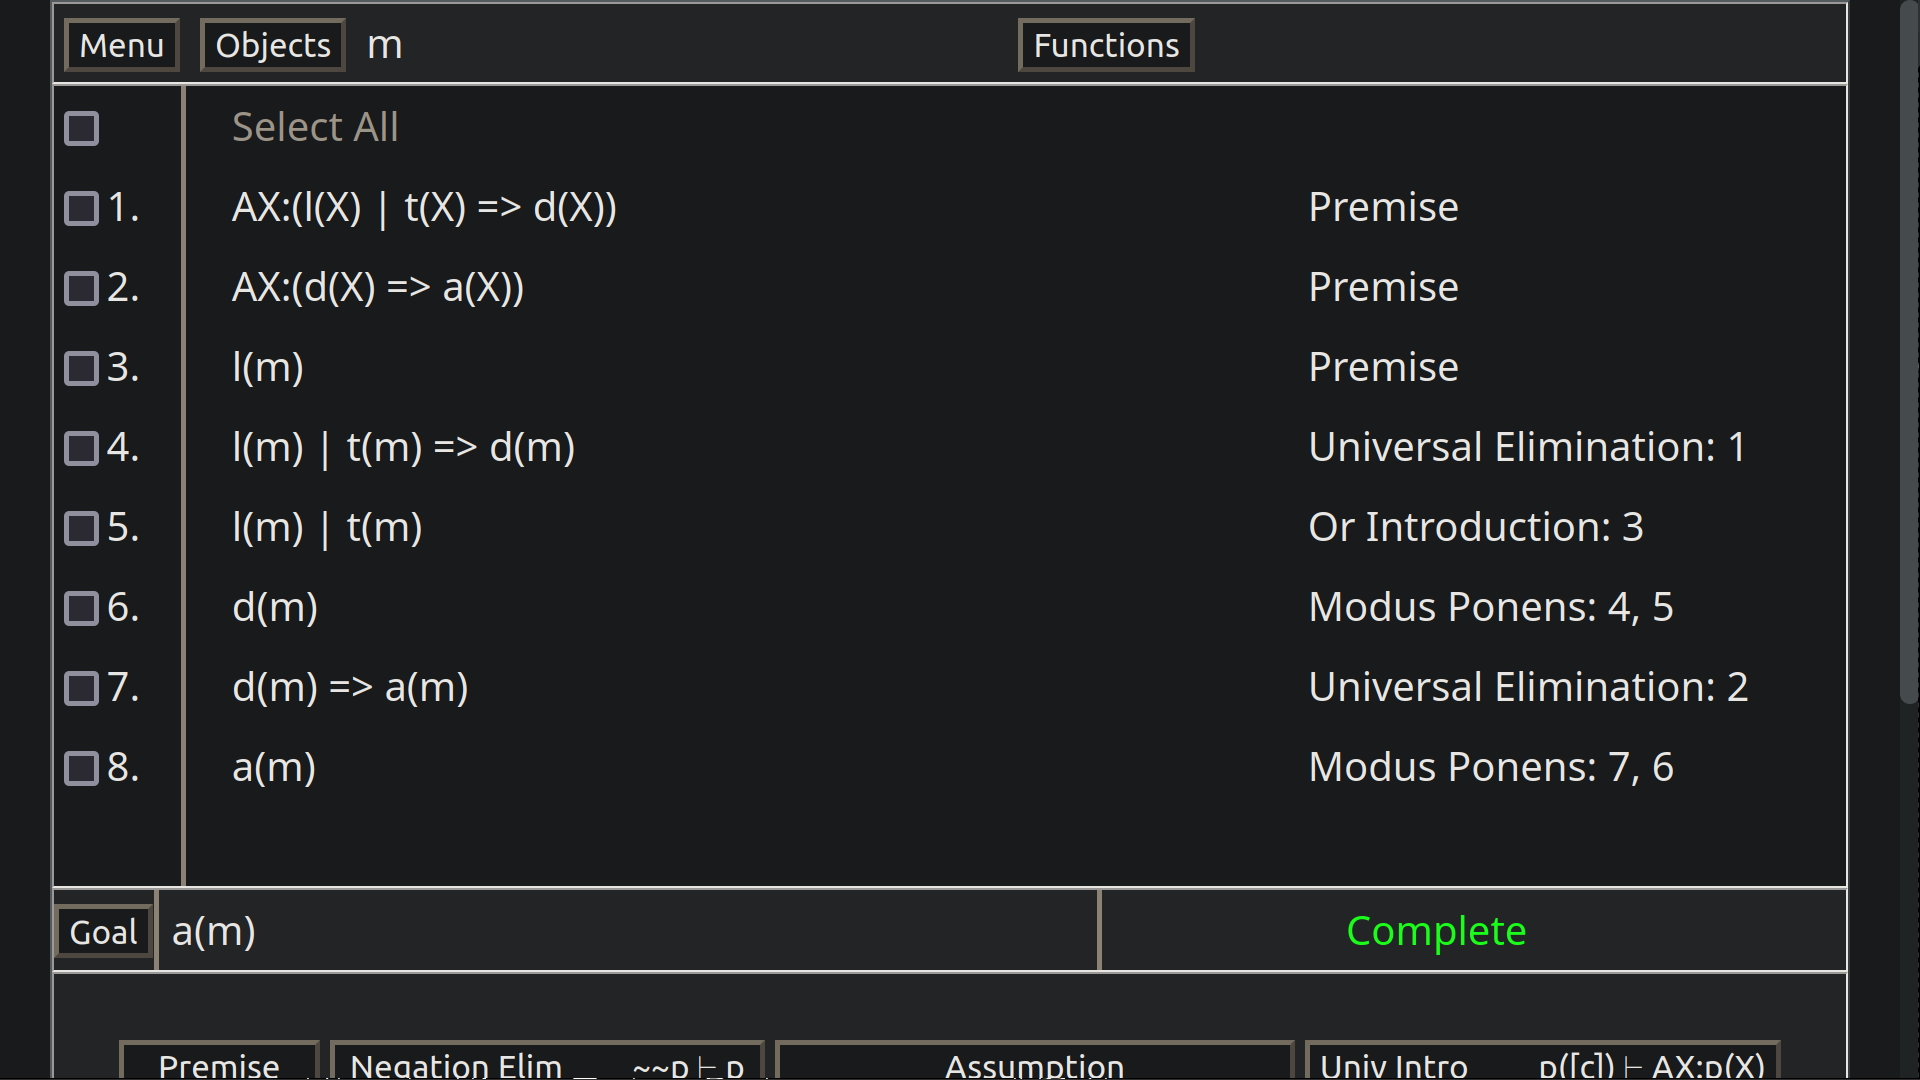 Menu Objects m Functions
Select All
1. AX:(l(X) | t(X) => d(X)) Premise
2. AX:(d(X) => a(X)) Premise
3. l(m) Premise
4. l(m) | t(m) => d(m) Universal Elimination: 1
5. l(m) | t(m) Or Introduction: 3
6. d(m) Modus Ponens: 4, 5
7. d(m) => a(m) Universal Elimination: 2
8. a(m) Modus Ponens: 7, 6
Goal a(m) Complete
Premise Negation Elim ~~p ⊢ p Assumption Univ Intro p([c]) ⊢ AX:p(X)